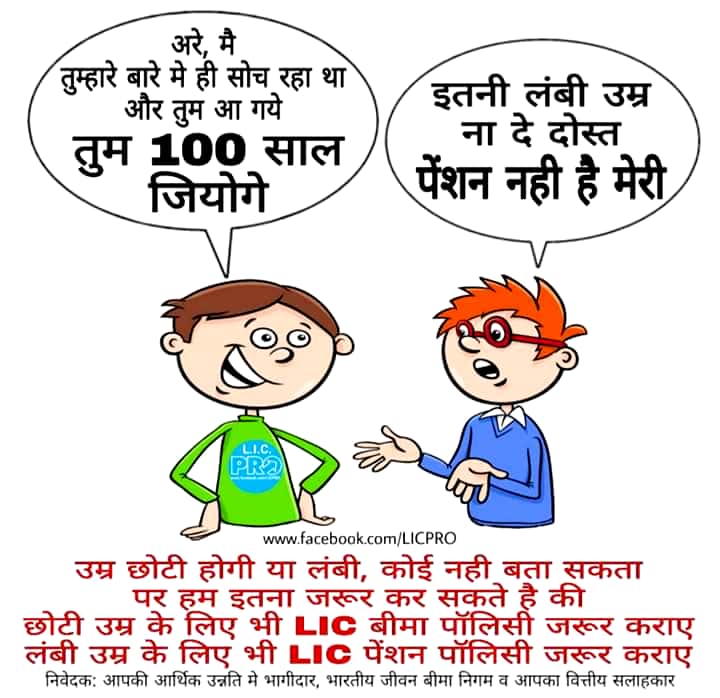 अरे, मै
तुम्हारे बारे मे ही सोच रहा था
और तुम आ गये
तुम 100 साल
जियोगे
इतनी लंबी उम्र
ना दे दोस्त
पेंशन नही है मेरी
L.I.C.
PRO
www.facebook.com/LICPRO
उम्र छोटी होगी या लंबी, कोई नही बता सकता
पर हम इतना जरूर कर सकते है की
छोटी उम्र के लिए भी LIC बीमा पॉलिसी जरूर कराए
लंबी उम्र के लिए भी LIC पेंशन पॉलिसी जरूर कराए
निवेदक: आपकी आर्थिक उन्नति मे भागीदार, भारतीय जीवन बीमा निगम व आपका वित्तीय सलाहकार